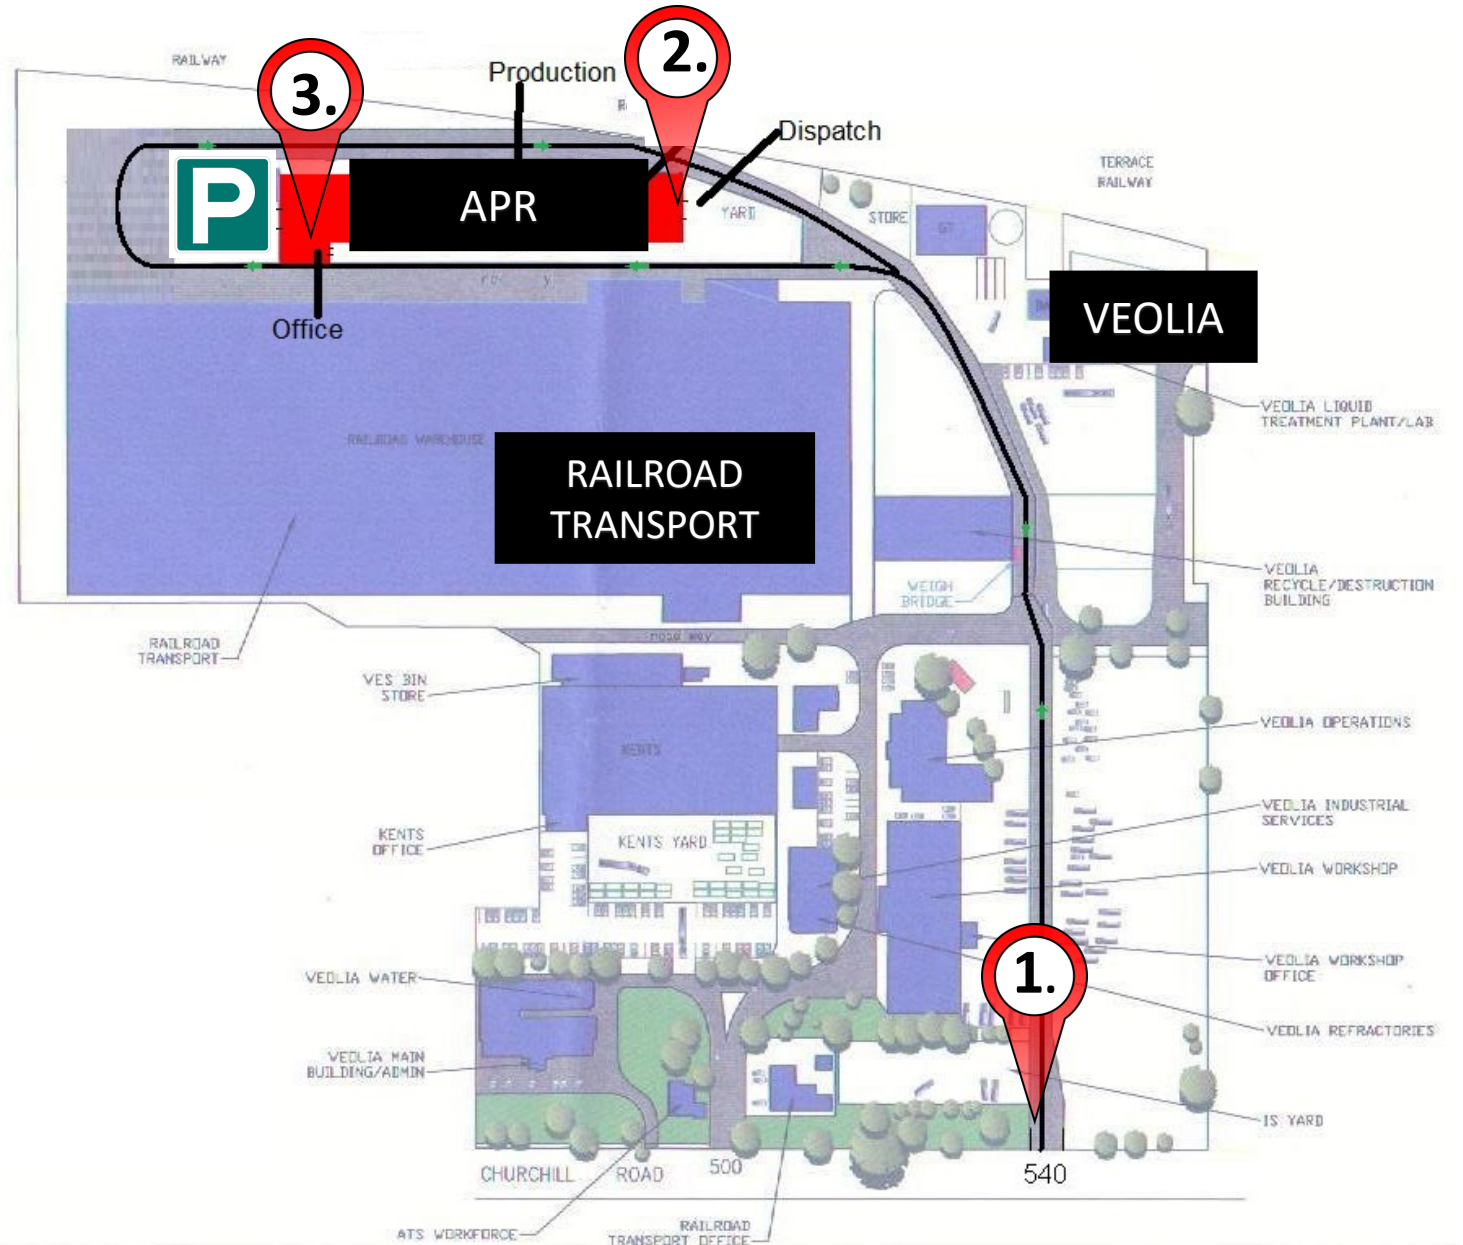 RAILWAY
3.
Production
2.
Dispatch
TERRACE
RAILWAY
P
APR
YARD
STORE
VEOLIA
Office
VEOLIA LIQUID
TREATMENT PLANT/LAB
RAILROAD WAREHOUSE
RAILROAD
TRANSPORT
WEIGH
BRIDGE
VEOLIA
RECYCLE/DESTRUCTION
BUILDING
RAILROAD
TRANSPORT
road way
VES BIN
STORE
VEOLIA OPERATIONS
KENTS
VEOLIA INDUSTRIAL
SERVICES
KENTS
OFFICE
KENTS YARD
VEOLIA WORKSHOP
VEOLIA WATER
1.
VEOLIA WORKSHOP
OFFICE
VEOLIA REFRACTORIES
VEOLIA MAIN
BUILDING/ADMIN
IS YARD
CHURCHILL ROAD
500
540
ATS WORKFORCE
RAILROAD
TRANSPORT OFFICE